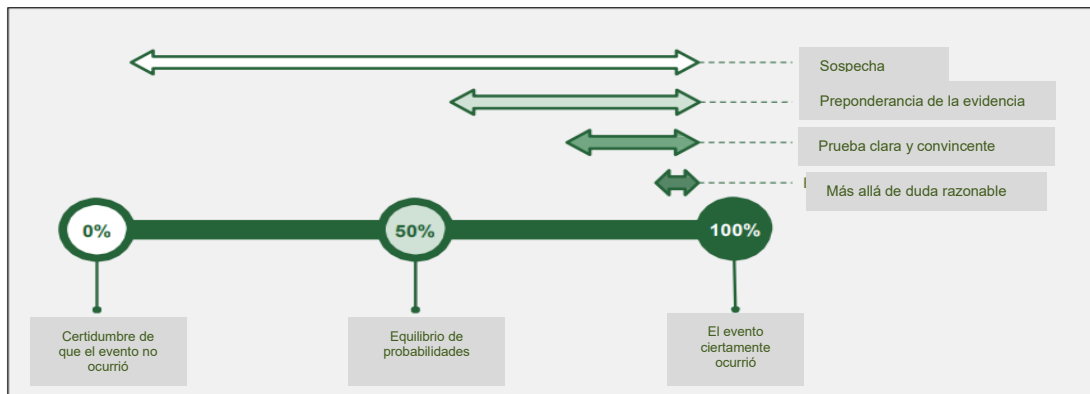 Sospecha
Preponderancia de la evidencia
Prueba clara y convincente
Más allá de duda razonable
0%
50%
100%
Certidumbre de
que el evento no
ocurrió
Equilibrio de
probabilidades
El evento
ciertamente
ocurrió